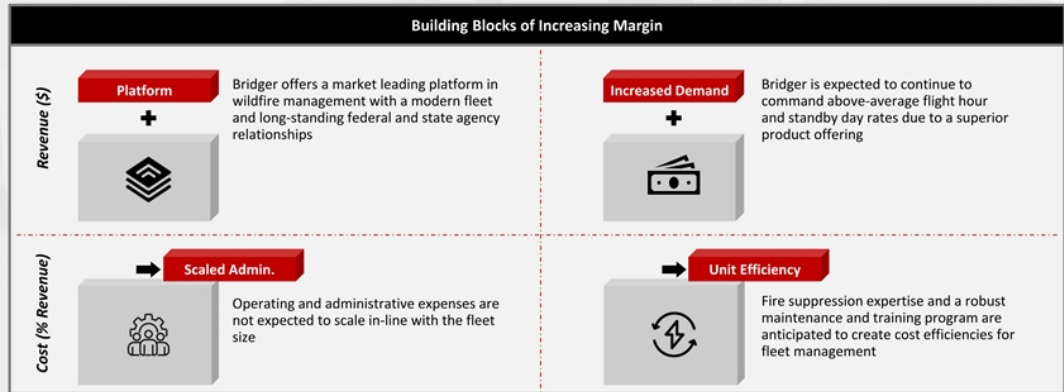 Building Blocks of Increasing Margin
Revenue ($)
Platform
Bridger offers a market leading platform in
wildfire management with a modern fleet
and long-standing federal and state agency
relationships
Increased Demand
Bridger is expected to continue to
command above-average flight hour
and standby day rates due to a superior
product offering
Cost (% Revenue)
Scaled Admin.
Operating and administrative expenses are
not expected to scale in-line with the fleet
size
Unit Efficiency
Fire suppression expertise and a robust
maintenance and training program are
anticipated to create cost efficiencies for
fleet management